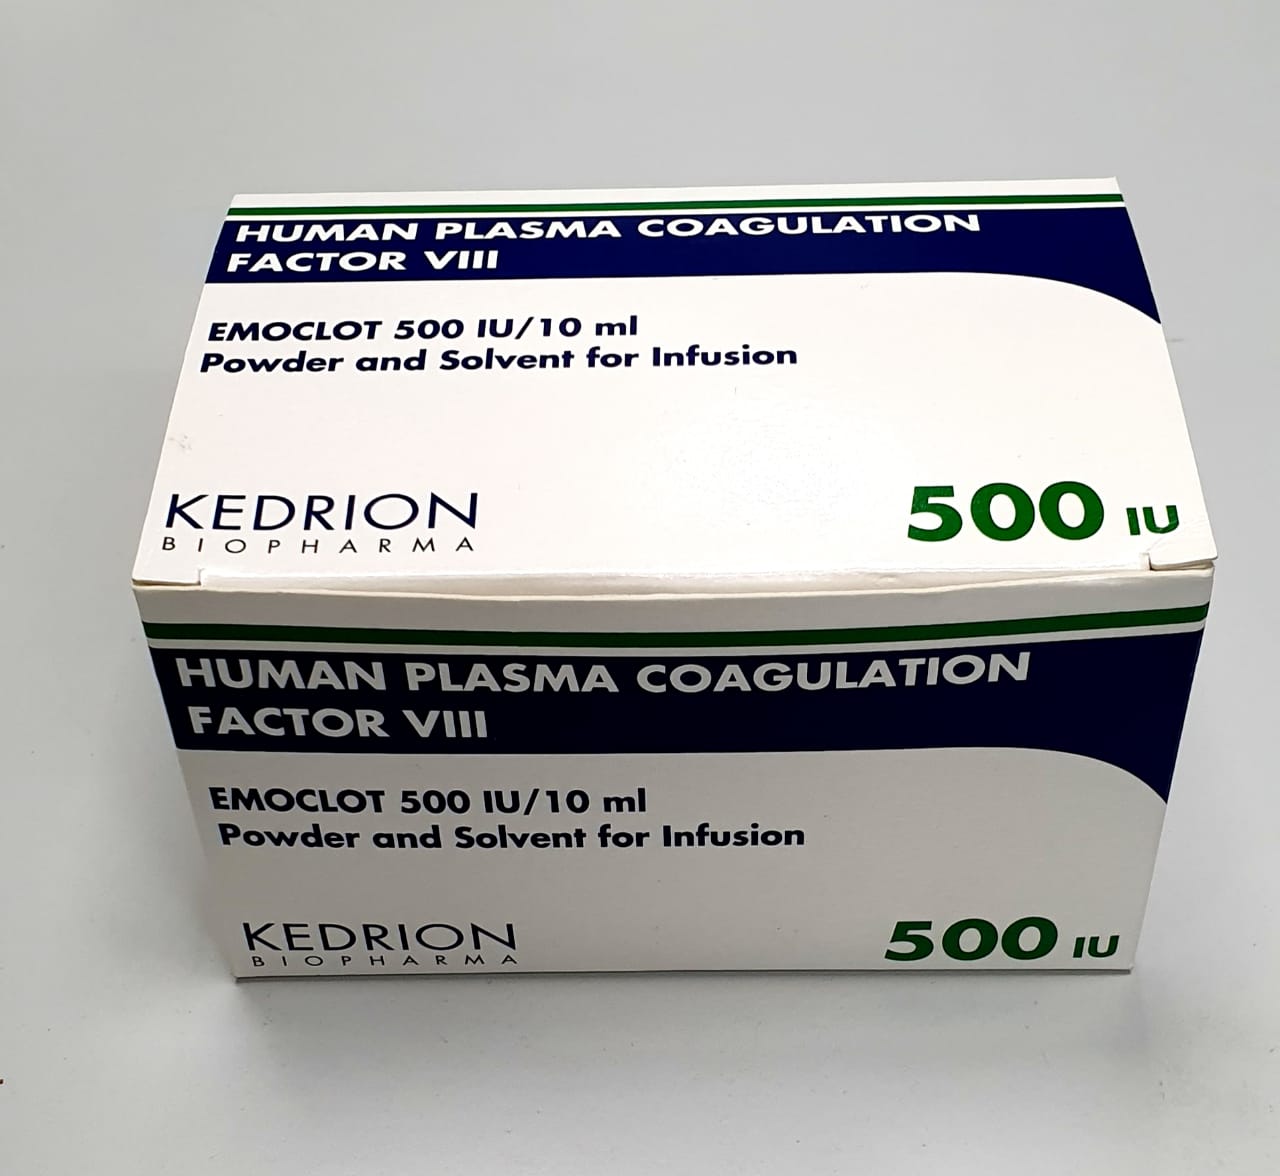 HUMAN PLASMA COAGULATION
FACTOR VIII
EMOCLOT 500 IU/10 ml
Powder and Solvent for Infusion
KEDRION
BIOPHARMA
500 IU
HUMAN PLASMA COAGULATION
FACTOR VIII
EMOCLOT 500 IU/10 ml
Powder and Solvent for Infusion
KEDRION
BIOPHARMA
500 IU